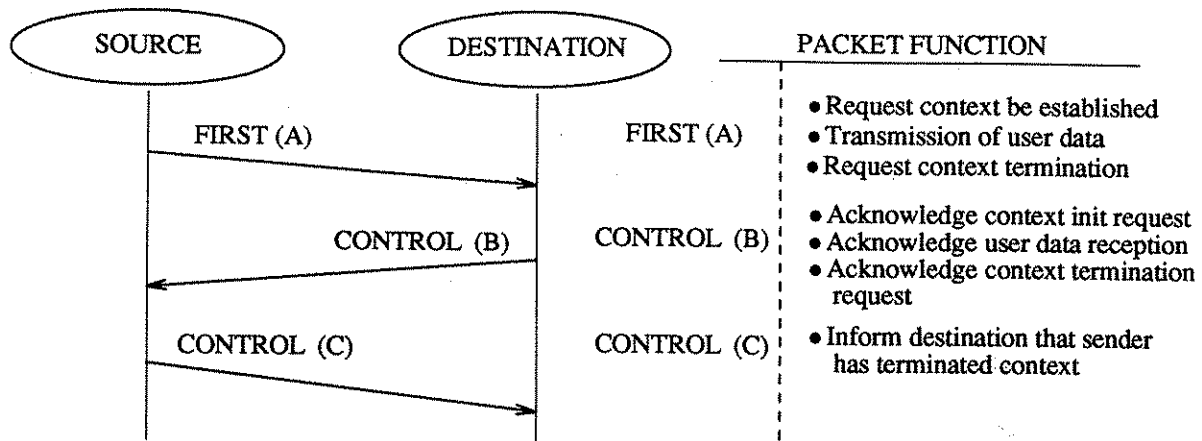 SOURCE
DESTINATION
PACKET FUNCTION
FIRST (A)
FIRST (A)
• Request context be established
• Transmission of user data
• Request context termination
CONTROL (B)
CONTROL (B)
• Acknowledge context init request
• Acknowledge user data reception
• Acknowledge context termination
request
CONTROL (C)
CONTROL (C)
• Inform destination that sender
has terminated context